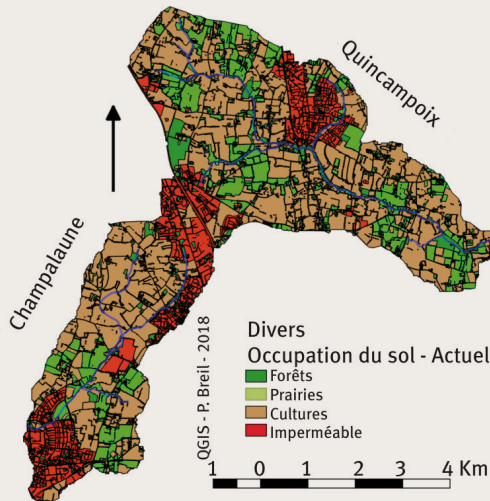 Quincampoix
Champalaune
QGIS - P. Breil - 2018
Divers
Occupation du sol - Actuel
Forêts
Prairies
Cultures
Imperméable
1 0 1 2 3 4 Km